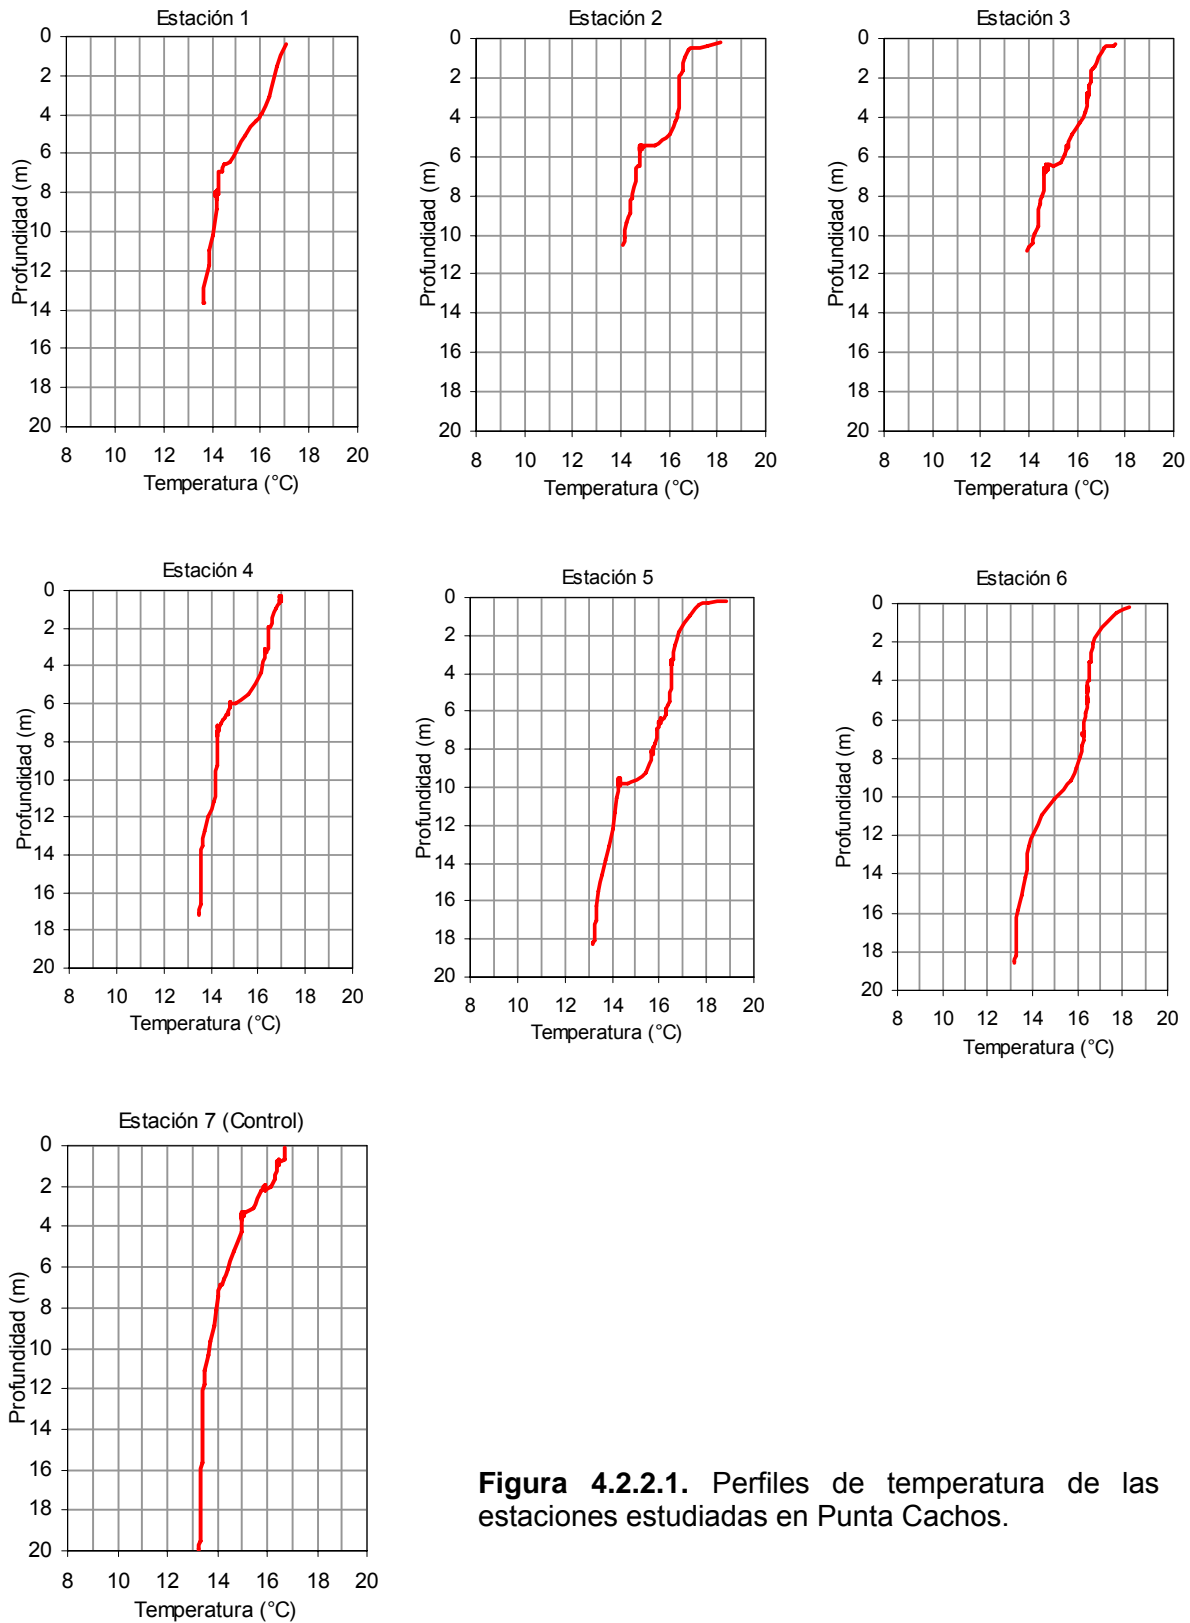 Estación 1
0
2
4
6
8
10
12
14
16
18
20
Profundidad (m)
8 10 12 14 16 18 20
Temperatura (°C)
Estación 2
0
2
4
6
8
10
12
14
16
18
20
Profundidad (m)
8 10 12 14 16 18 20
Temperatura (°C)
Estación 3
0
2
4
6
8
10
12
14
16
18
20
Profundidad (m)
8 10 12 14 16 18 20
Temperatura (°C)
Estación 4
0
2
4
6
8
10
12
14
16
18
20
Profundidad (m)
8 10 12 14 16 18 20
Temperatura (°C)
Estación 5
0
2
4
6
8
10
12
14
16
18
20
Profundidad (m)
8 10 12 14 16 18 20
Temperatura (°C)
Estación 6
0
2
4
6
8
10
12
14
16
18
20
Profundidad (m)
8 10 12 14 16 18 20
Temperatura (°C)
Estación 7 (Control)
0
2
4
6
8
10
12
14
16
18
20
Profundidad (m)
8 10 12 14 16 18 20
Temperatura (°C)
Figura 4.2.2.1. Perfiles de temperatura de las
estaciones estudiadas en Punta Cachos.